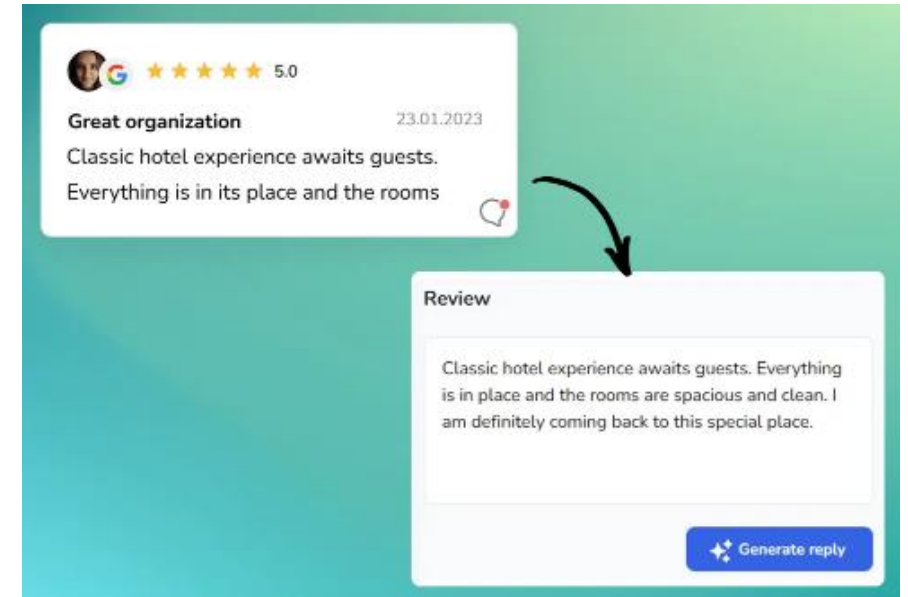 5.0
Great organization
23.01.2023
Classic hotel experience awaits guests.
Everything is in its place and the rooms
Review
Classic hotel experience awaits guests. Everything
is in place and the rooms are spacious and clean. I
am definitely coming back to this special place.
Generate reply